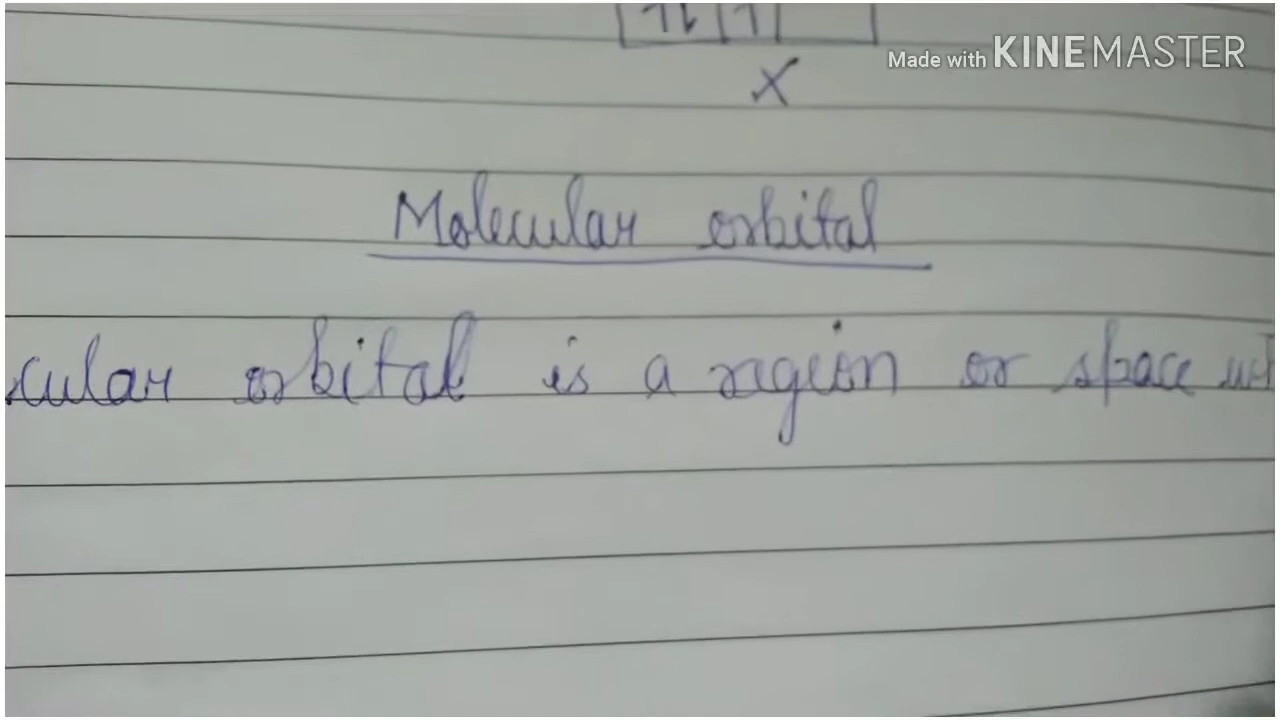 Made with KINEMASTER
X
Molecular orbital
cular orbital is a region or space